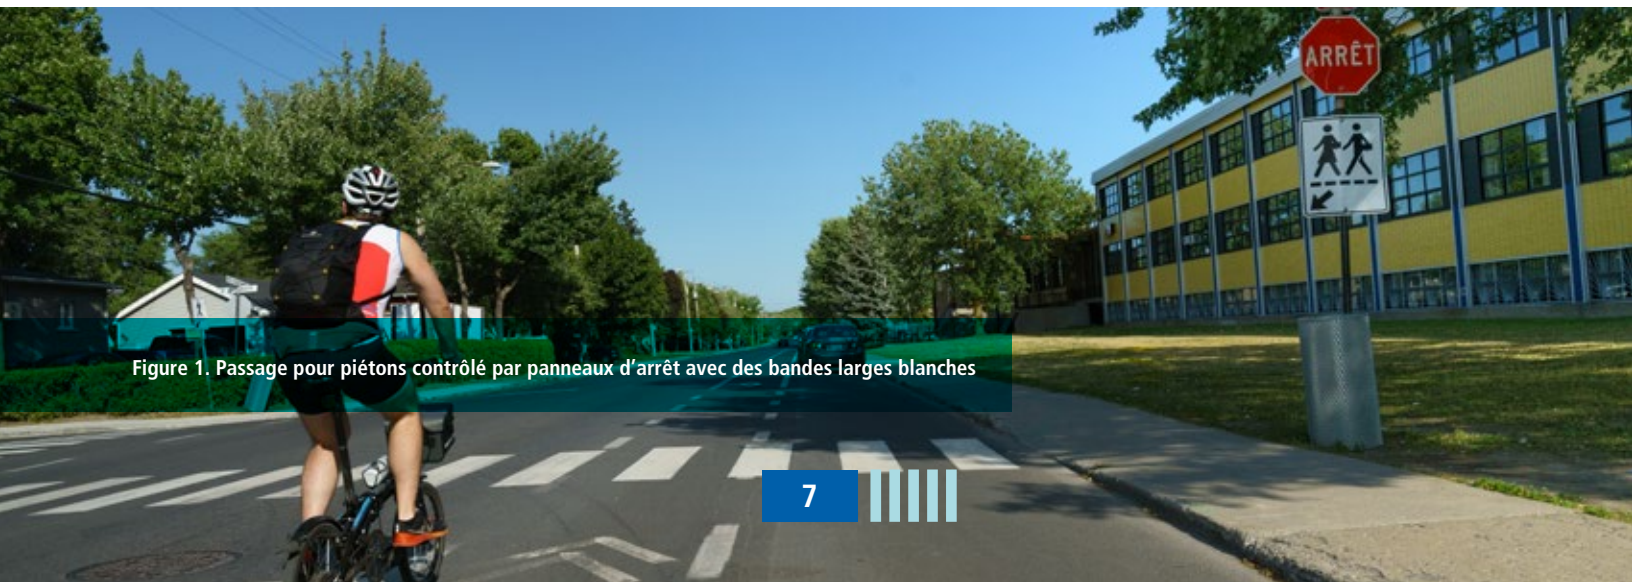 ARRÊT
Figure 1. Passage pour piétons contrôlé par panneaux d'arrêt avec des bandes larges blanches
7